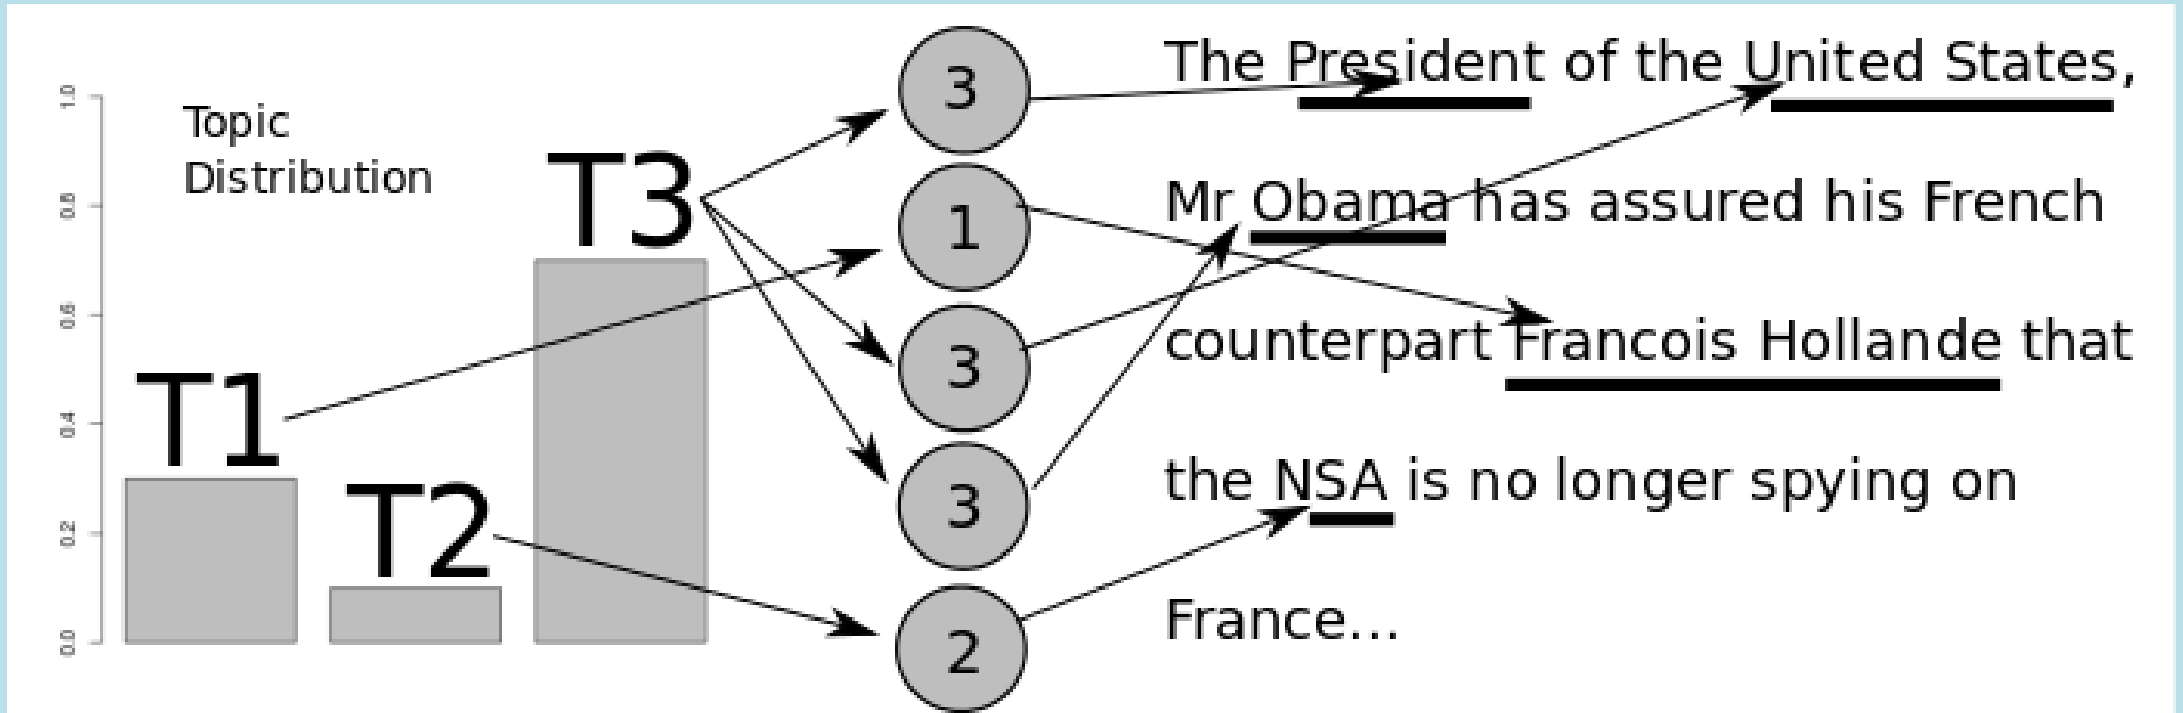 1.0
0.8
0.6
0.4
0.2
0.0
Topic
Distribution
T1
T2
T3
3
1
3
3
2
The President of the United States,
Mr Obama has assured his French
counterpart Francois Hollande that
the NSA is no longer spying on
France...